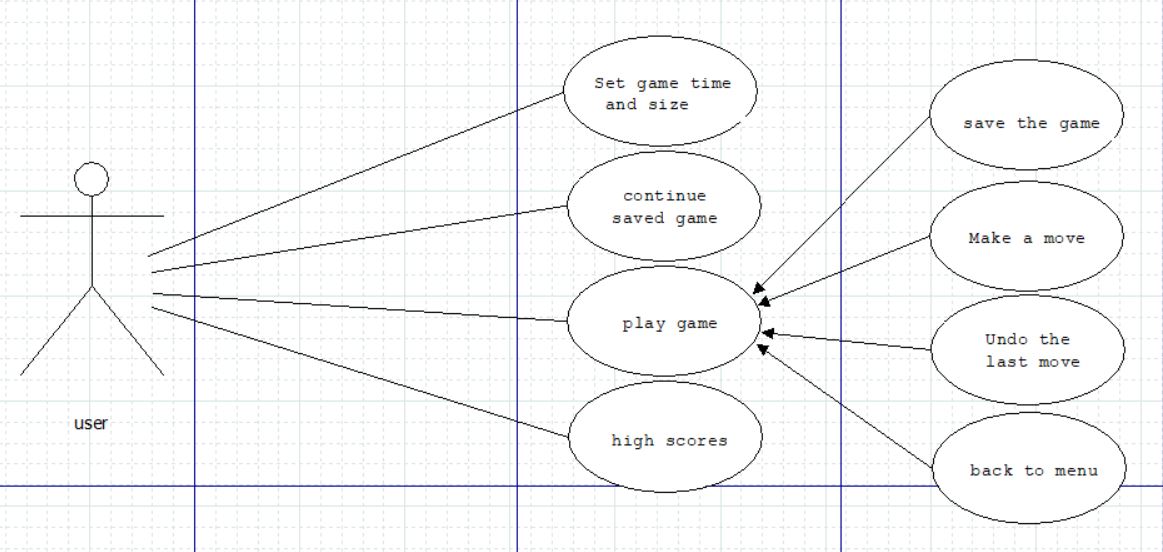 Set game time
and size
continue
saved game
play game
high scores
save the game
Make a move
Undo the
last move
back to menu
user